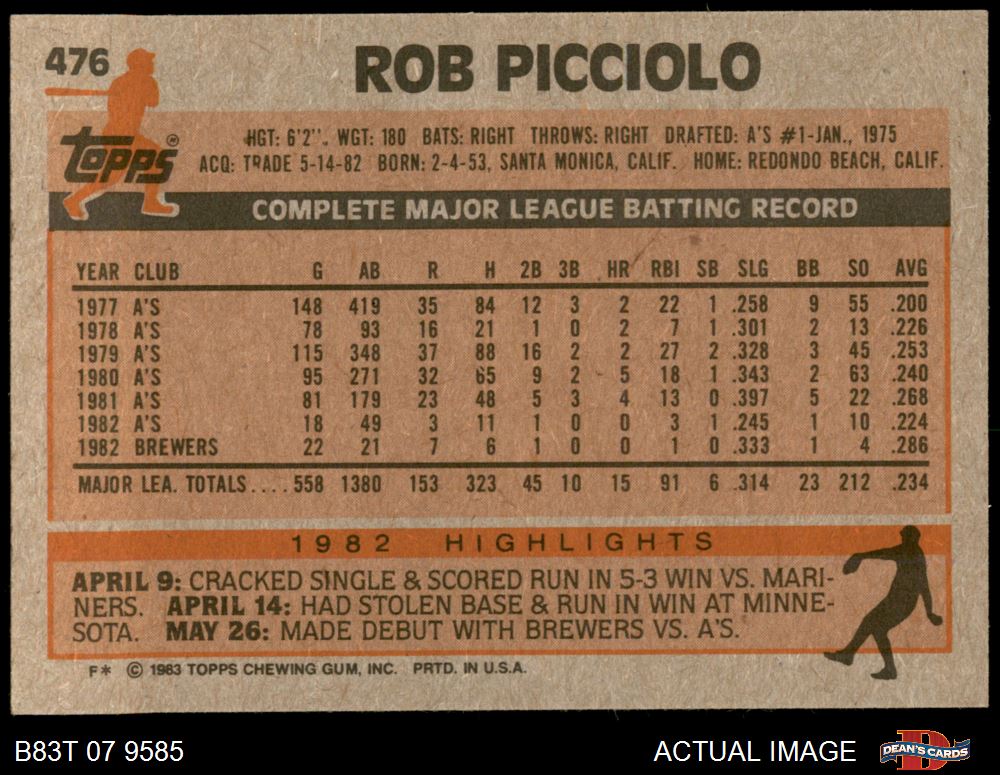 476
ROB PICCIOLO
TOPPS®
HGT: 6'2". WGT: 180 BATS: RIGHT THROWS: RIGHT DRAFTED: A'S #1-JAN., 1975
ACQ: TRADE 5-14-82 BORN: 2-4-53, SANTA MONICA, CALIF. HOME: REDONDO BEACH, CALIF.
COMPLETE MAJOR LEAGUE BATTING RECORD
YEAR CLUB G AB R H 2B 3B HR RBI SB SLG BB SO AVG
1977 A'S 148 419 35 84 12 3 2 22 1 .258 9 55 .200
1978 A'S 78 93 16 21 1 0 2 7 1 .301 2 13 .226
1979 A'S 115 348 37 88 16 2 2 27 2 .328 3 45 .253
1980 A'S 95 271 32 65 9 2 5 18 1 .343 2 63 .240
1981 A'S 81 179 23 48 5 3 4 13 0 .397 5 22 .268
1982 A'S 18 49 3 11 1 0 0 3 1 .245 1 10 .224
1982 BREWERS 22 21 7 6 1 0 0 1 0 .333 1 4 .286
MAJOR LEA. TOTALS.... 558 1380 153 323 45 10 15 91 6 .314 23 212 .234
1982 HIGHLIGHTS
APRIL 9: CRACKED SINGLE & SCORED RUN IN 5-3 WIN VS. MARI-
NERS. APRIL 14: HAD STOLEN BASE & RUN IN WIN AT MINNE-
SOTA. MAY 26: MADE DEBUT WITH BREWERS VS. A'S.
F* © 1983 TOPPS CHEWING GUM, INC. PRTD. IN U.S.A.
B83T 07 9585 ACTUAL IMAGE DEAN'S CARDS